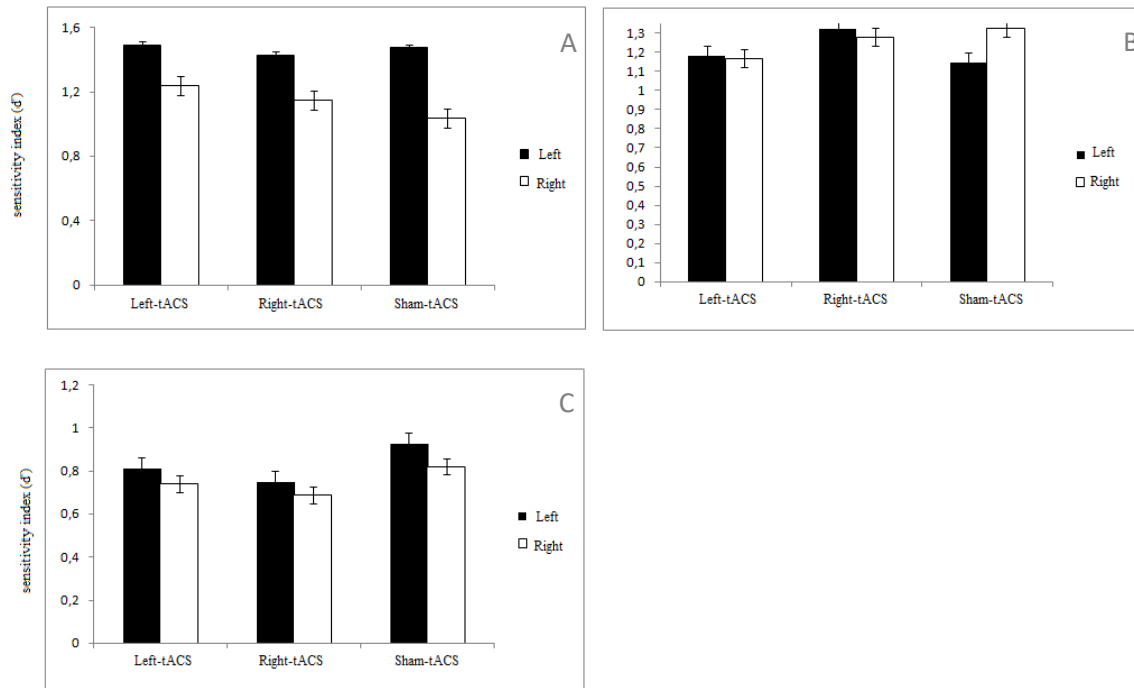 A
sensitivity index (d')
1,6
1,2
0,8
0,4
0
Left-tACS Right-tACS Sham-tACS
Left
Right
B
1,3
1,2
1,1
1
0,9
0,8
0,7
0,6
0,5
0,4
0,3
0,2
0,1
0
Left-tACS Right-tACS Sham-tACS
Left
Right
C
sensitivity index (d')
1,2
1
0,8
0,6
0,4
0,2
0
Left-tACS Right-tACS Sham-tACS
Left
Right